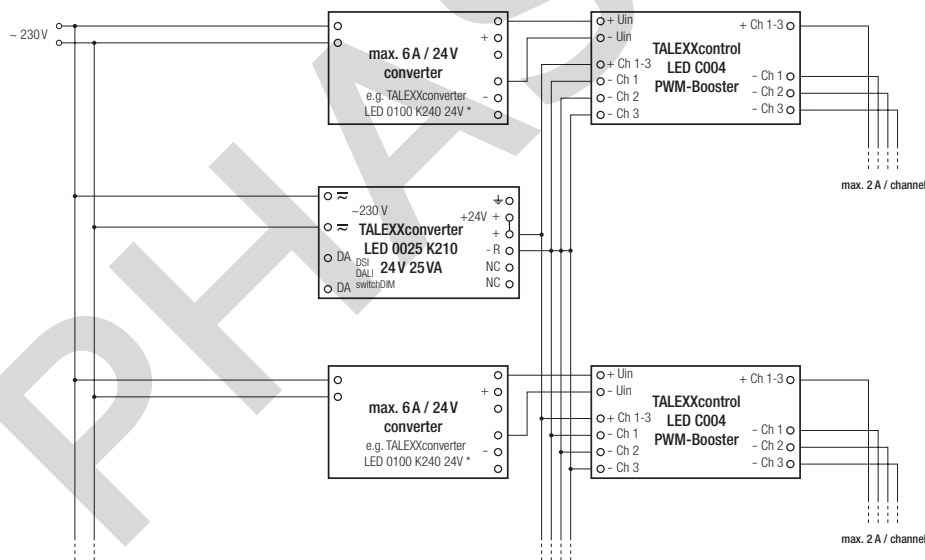 ~ 230 V
max. 6 A / 24 V
converter
e.g. TALEXXconverter
LED 0100 K240 24V *
+
-
+ Uin
- Uin
+ Ch 1-3
- Ch 1
- Ch 2
- Ch 3
TALEXXcontrol
LED C004
PWM-Booster
+ Ch 1-3
- Ch 1
- Ch 2
- Ch 3
max. 2 A / channel
~230 V
TALEXXconverter
LED 0025 K210
24 V 25 VA
DA
DSI
DALI
switchDIM
DA
+24V +
+
- R
NC
NC
max. 6 A / 24 V
converter
e.g. TALEXXconverter
LED 0100 K240 24V *
+
-
+ Uin
- Uin
+ Ch 1-3
- Ch 1
- Ch 2
- Ch 3
TALEXXcontrol
LED C004
PWM-Booster
+ Ch 1-3
- Ch 1
- Ch 2
- Ch 3
max. 2 A / channel
PHAS